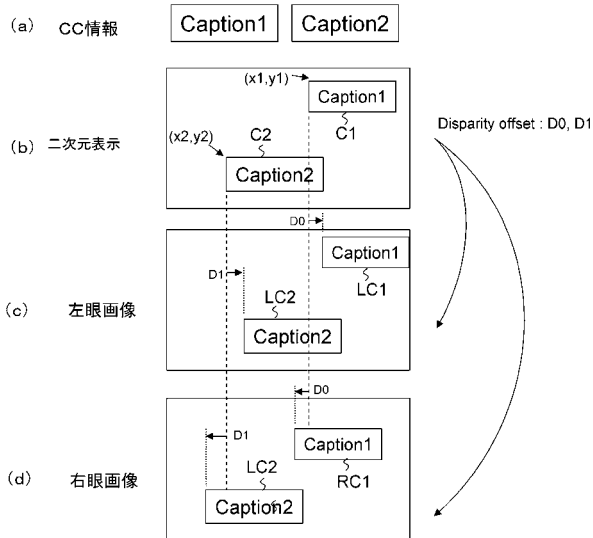 (a) CC情報 Caption1 Caption2
(x1,y1)
Caption1
Disparity offset : D0, D1
(b) 二次元表示 (x2,y2) C2 C1
Caption2
D0
Caption1
D1
LC2 LC1
(c) 左眼画像
Caption2
D0
D1
Caption1
LC2 RC1
(d) 右眼画像
Caption2